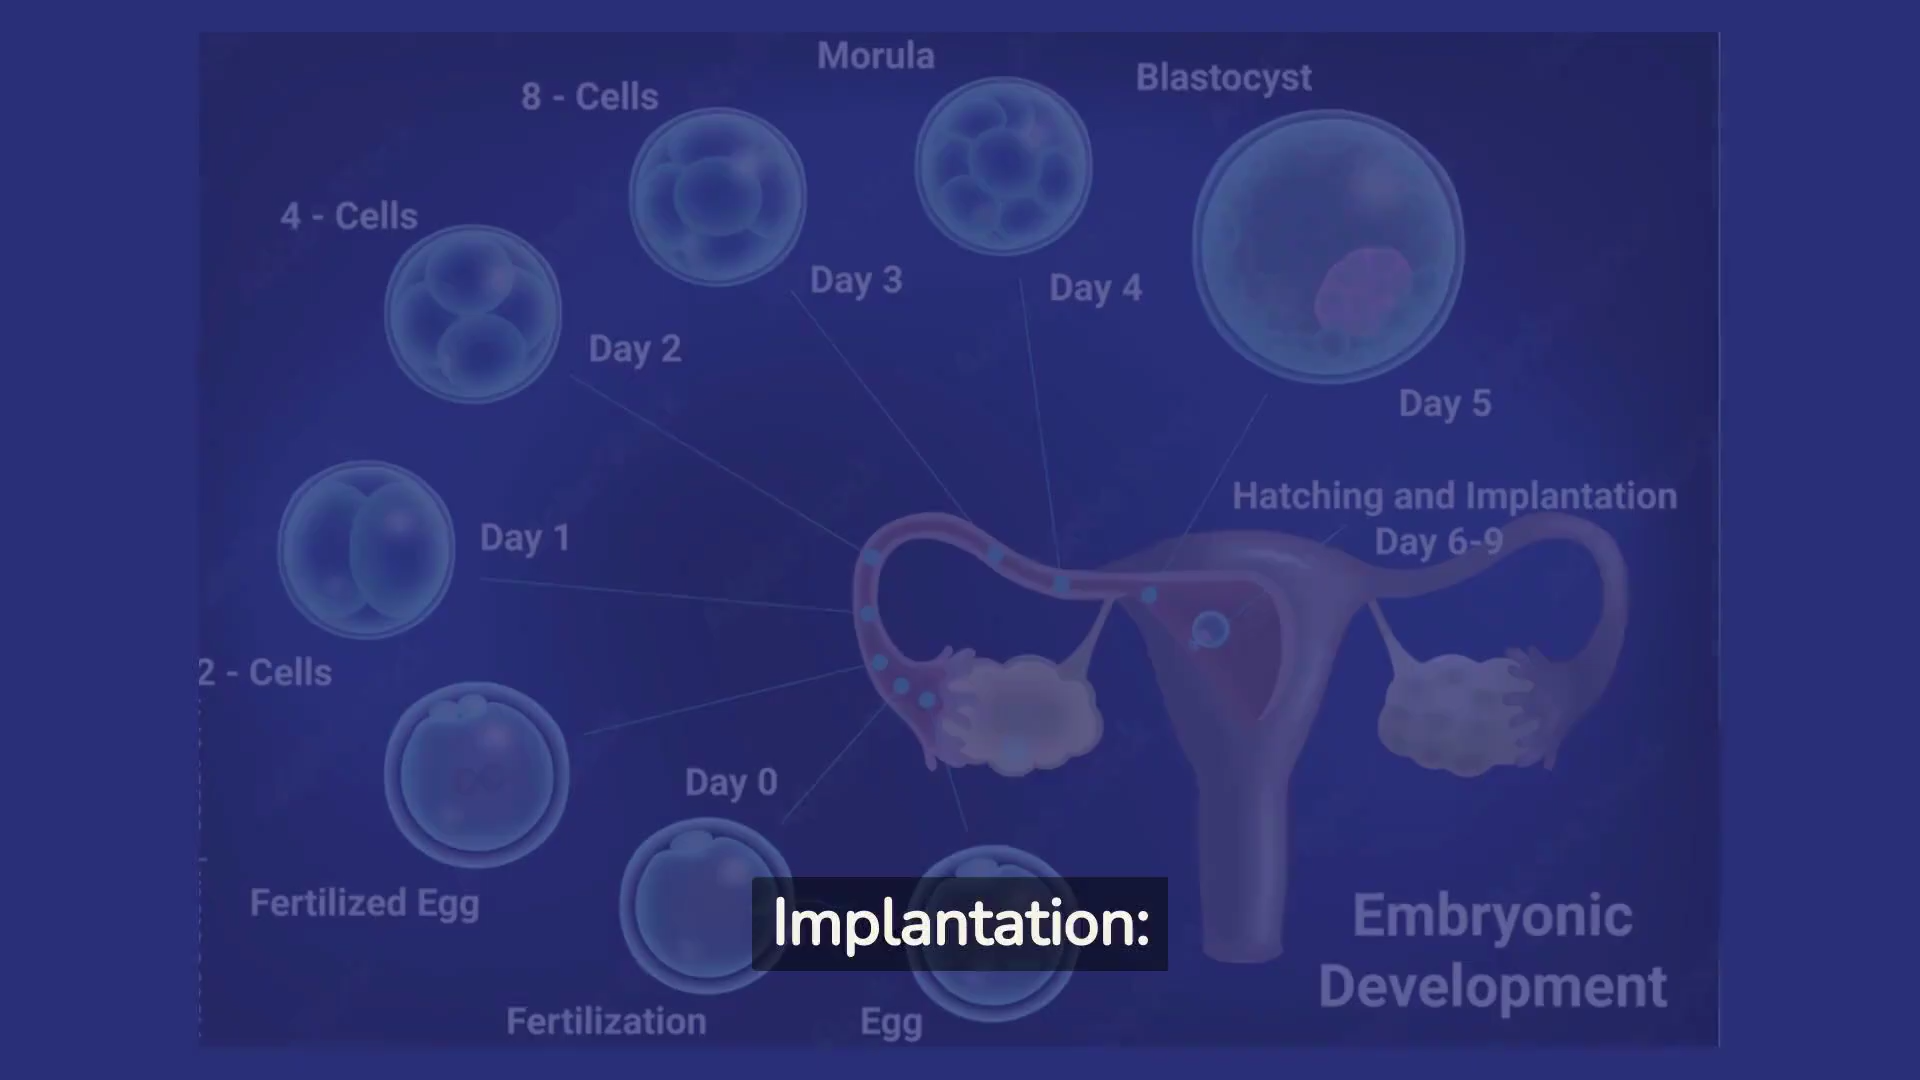 Morula
Blastocyst
8 - Cells
4 - Cells
Day 3
Day 4
Day 2
Day 5
Hatching and Implantation
Day 6-9
Day 1
2 - Cells
Day 0
Fertilized Egg
Implantation:
Embryonic
Development
Fertilization
Egg